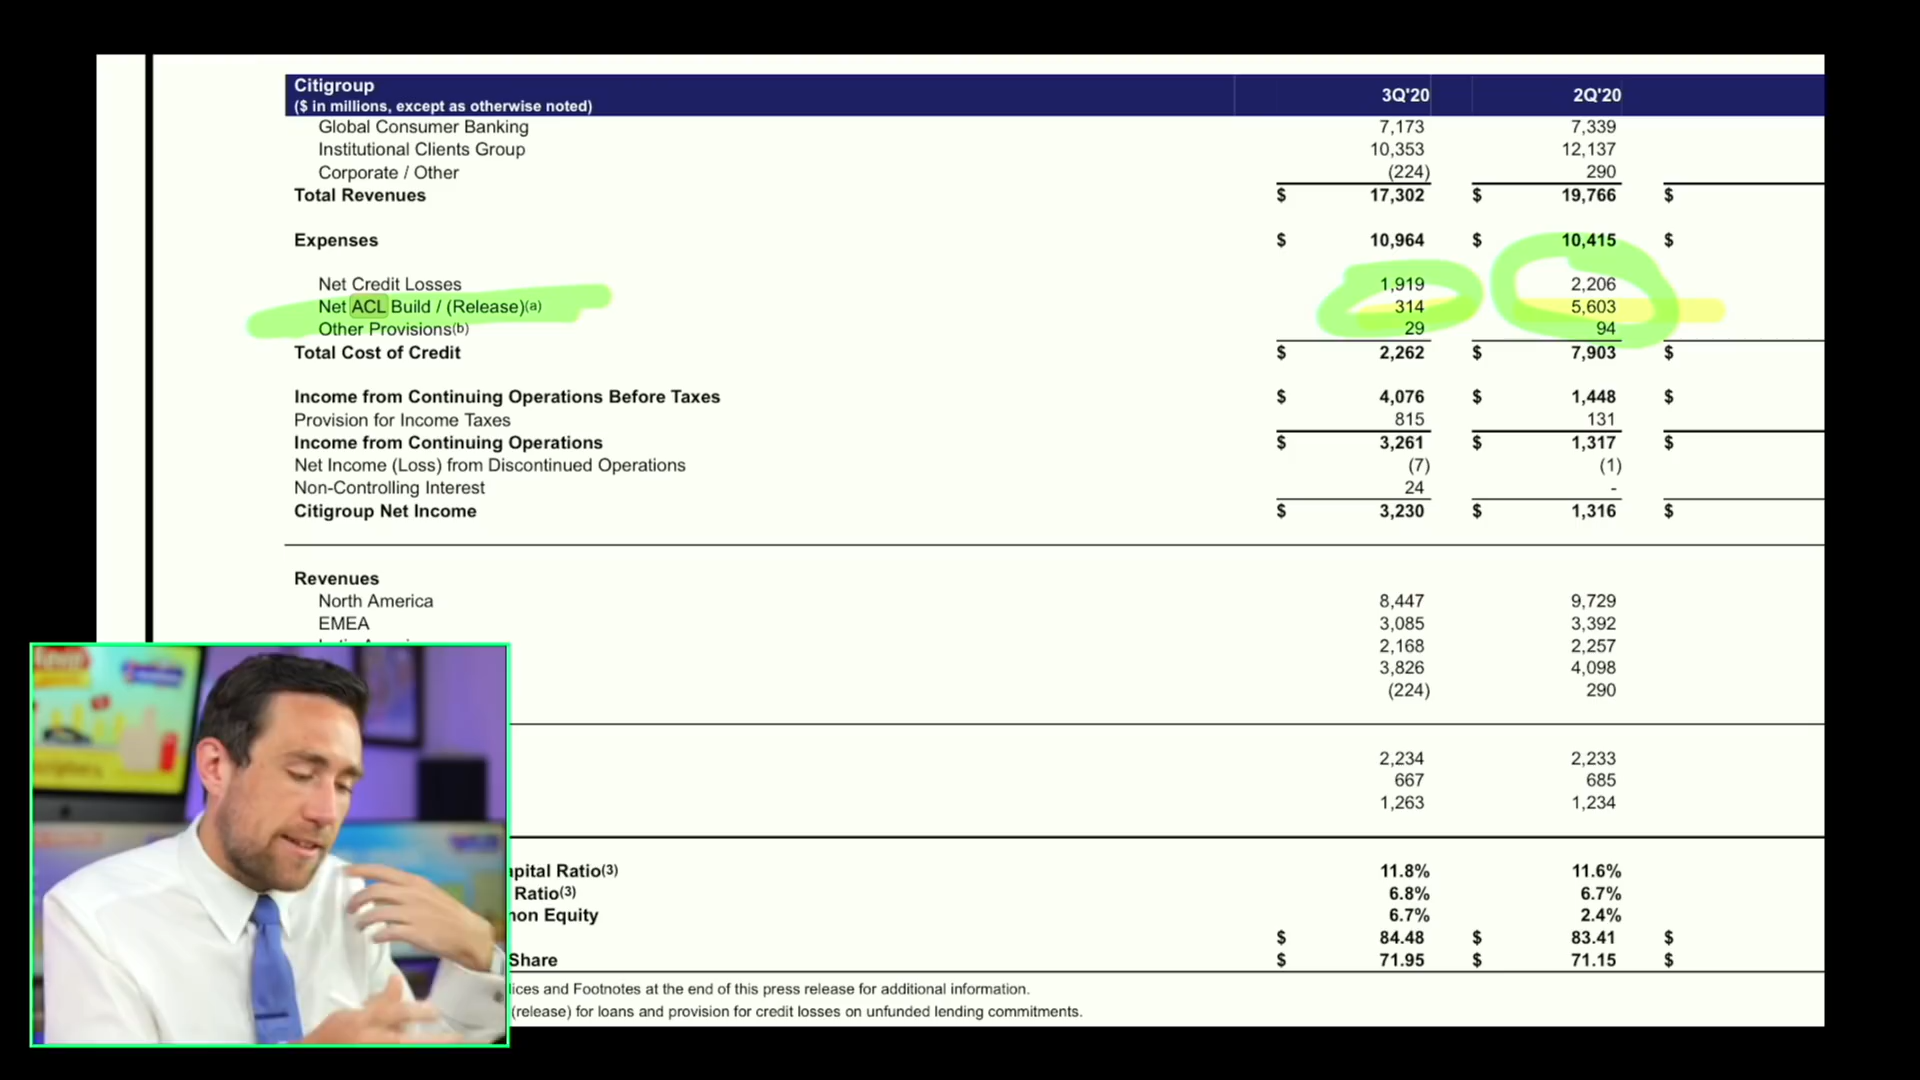 Citigroup
($ in millions, except as otherwise noted) 3Q'20 2Q'20
Global Consumer Banking 7,173 7,339
Institutional Clients Group 10,353 12,137
Corporate / Other (224) 290
Total Revenues $ 17,302 $ 19,766 $
Expenses $ 10,964 $ 10,415 $
Net Credit Losses 1,919 2,206
Net ACL Build / (Release)(a) 314 5,603
Other Provisions(b) 29 94
Total Cost of Credit $ 2,262 $ 7,903 $
Income from Continuing Operations Before Taxes $ 4,076 $ 1,448 $
Provision for Income Taxes 815 131
Income from Continuing Operations $ 3,261 $ 1,317 $
Net Income (Loss) from Discontinued Operations (7) (1)
Non-Controlling Interest 24 -
Citigroup Net Income $ 3,230 $ 1,316 $
Revenues
North America 8,447 9,729
EMEA 3,085 3,392
2,168 2,257
3,826 4,098
(224) 290
2,234 2,233
667 685
1,263 1,234
apital Ratio(3) 11.8% 11.6%
Ratio(3) 6.8% 6.7%
non Equity 6.7% 2.4%
$ 84.48 $ 83.41 $
Share $ 71.95 $ 71.15 $
ices and Footnotes at the end of this press release for additional information.
(release) for loans and provision for credit losses on unfunded lending commitments.